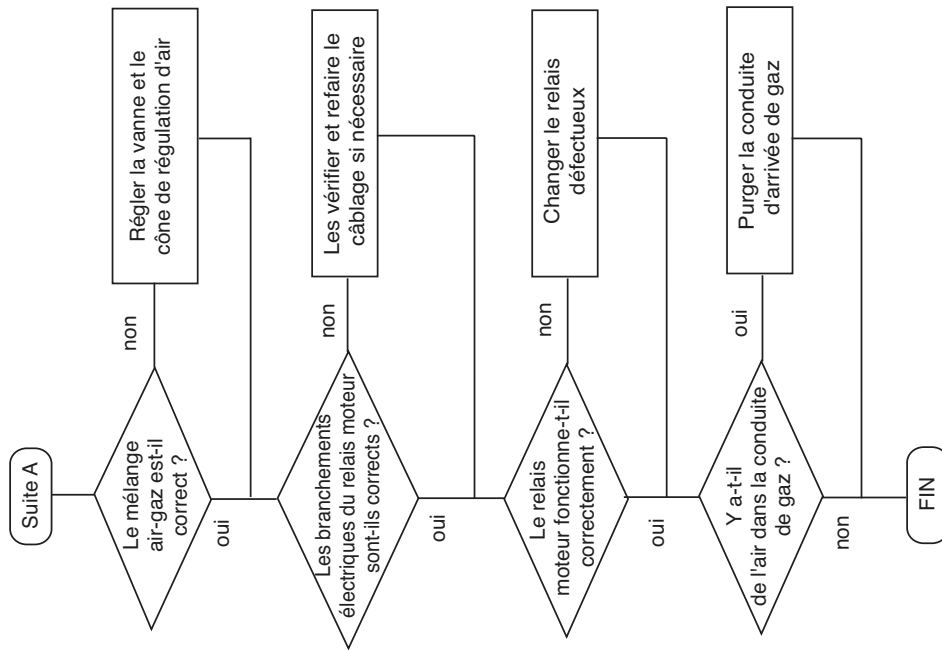 Suite A
Le mélange
air-gaz est-il
correct ?
non
Régler la vanne et le
cône de régulation d'air
oui
Les branchements
électriques du relais moteur
sont-ils corrects ?
non
Les vérifier et refaire le
câblage si nécessaire
oui
Le relais
moteur fonctionne-t-il
correctement ?
non
Changer le relais
défectueux
oui
Y a-t-il
de l'air dans la conduite
de gaz ?
oui
Purger la conduite
d'arrivée de gaz
non
FIN